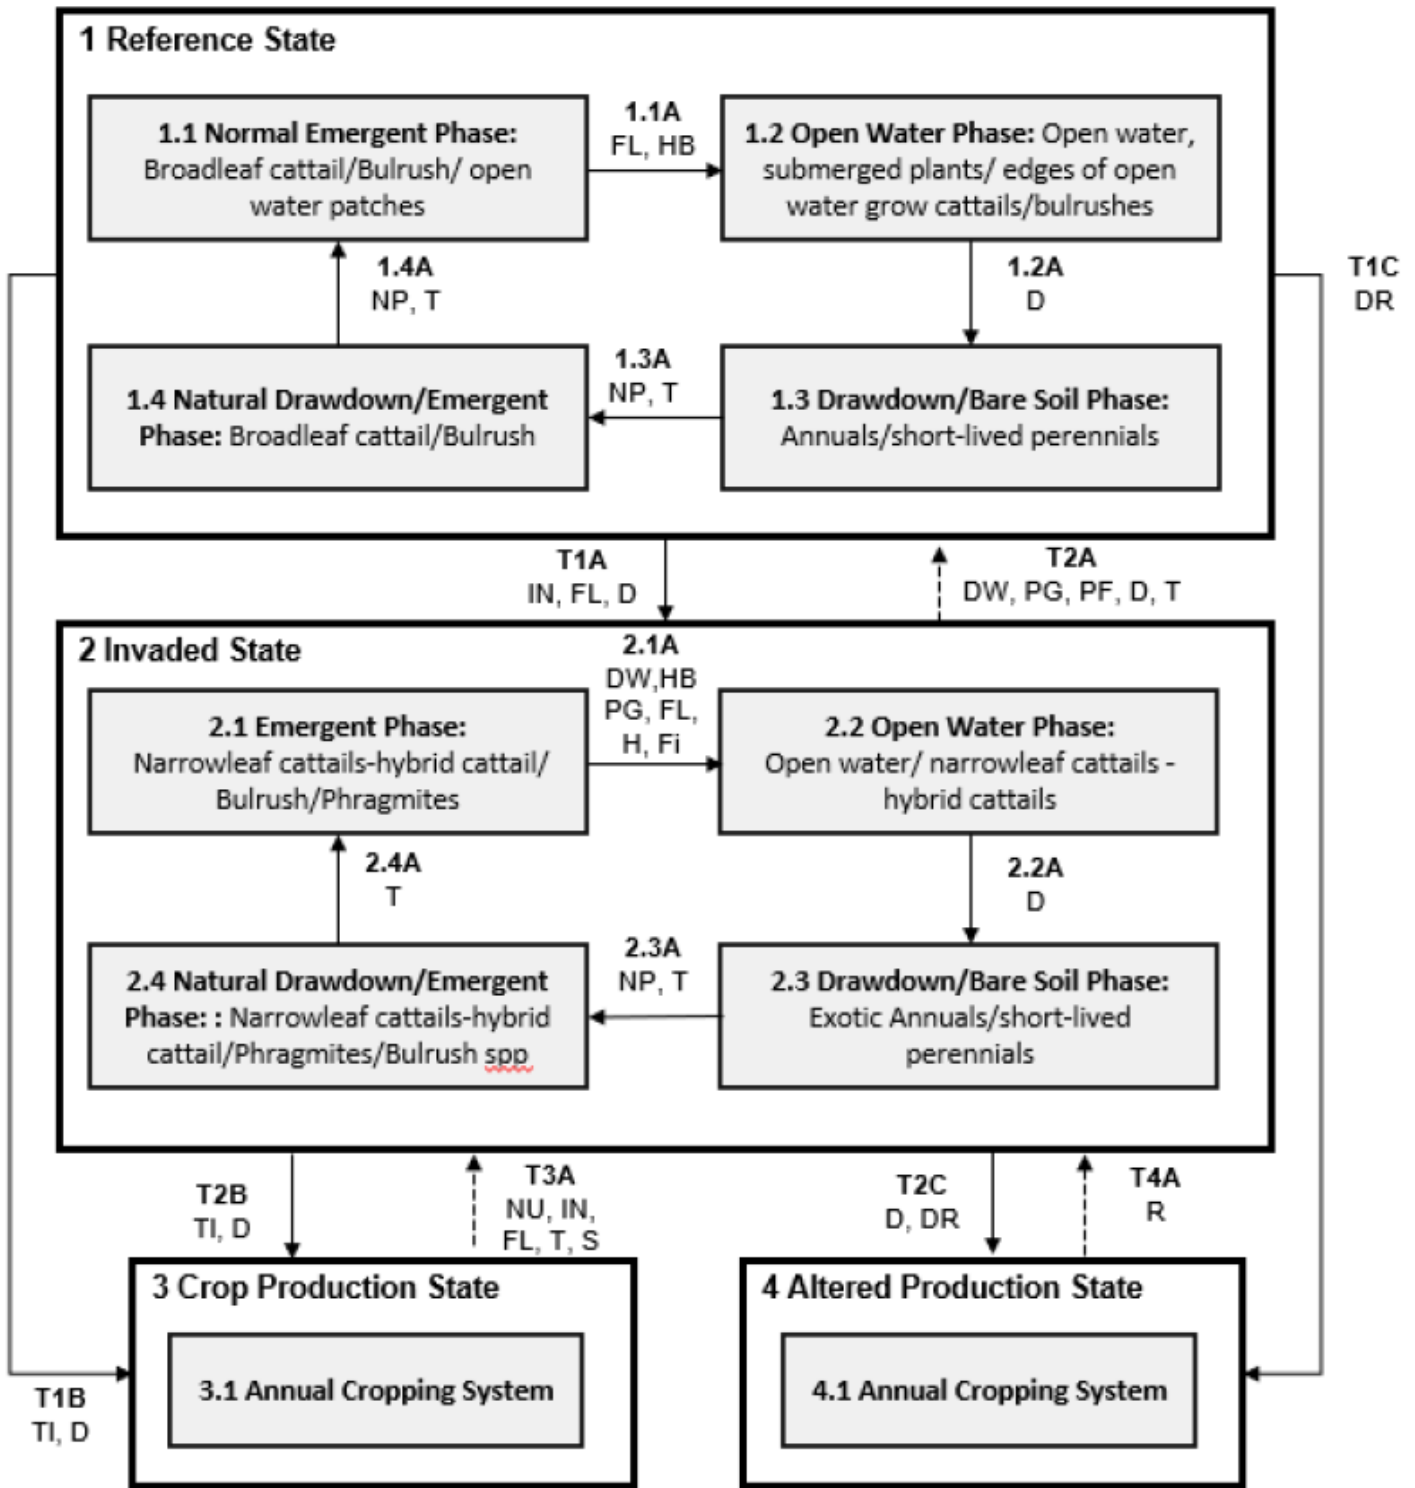 1 Reference State
1.1 Normal Emergent Phase:
Broadleaf cattail/Bulrush/ open
water patches
1.1A
FL, HB
1.2 Open Water Phase: Open water,
submerged plants/ edges of open
water grow cattails/bulrushes
1.4A
NP, T
1.2A
D
T1C
DR
1.4 Natural Drawdown/Emergent
Phase: Broadleaf cattail/Bulrush
1.3A
NP, T
1.3 Drawdown/Bare Soil Phase:
Annuals/short-lived perennials
T1A
IN, FL, D
T2A
DW, PG, PF, D, T
2 Invaded State
2.1 Emergent Phase:
Narrowleaf cattails-hybrid cattail/
Bulrush/Phragmites
2.1A
DW,HB
PG, FL,
H, Fi
2.2 Open Water Phase:
Open water/ narrowleaf cattails -
hybrid cattails
2.4A
T
2.2A
D
2.4 Natural Drawdown/Emergent
Phase: : Narrowleaf cattails-hybrid
cattail/Phragmites/Bulrush spp
2.3A
NP, T
2.3 Drawdown/Bare Soil Phase:
Exotic Annuals/short-lived
perennials
T2B
TI, D
T3A
NU, IN,
FL, T, S
T2C
D, DR
T4A
R
3 Crop Production State
3.1 Annual Cropping System
4 Altered Production State
4.1 Annual Cropping System
T1B
TI, D